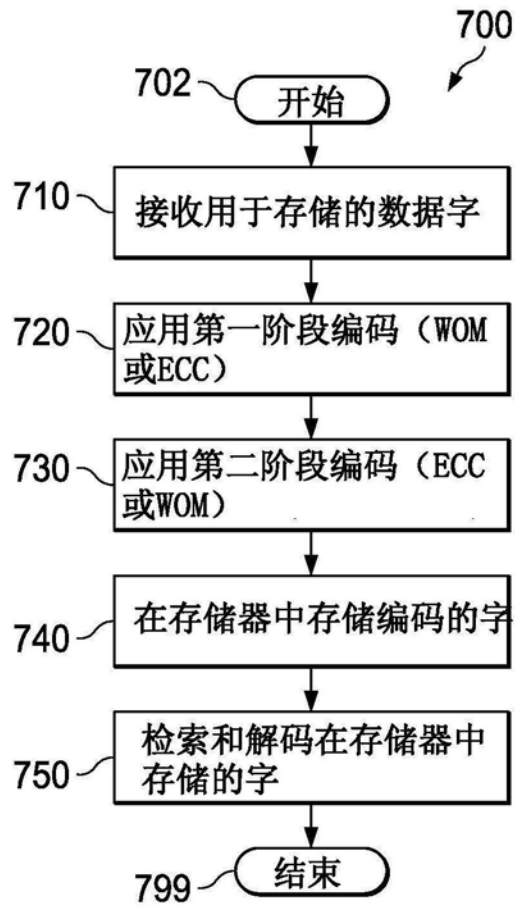 700
702
开始
710
接收用于存储的数据字
720
应用第一阶段编码（WOM
或ECC）
730
应用第二阶段编码（ECC
或WOM）
740
在存储器中存储编码的字
750
检索和解码在存储器中
存储的字
799
结束